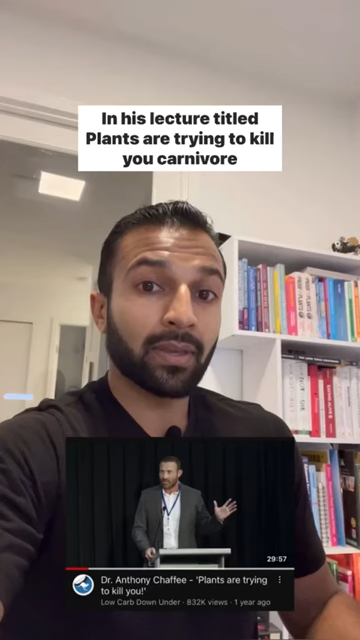 In his lecture titled
Plants are trying to kill
you carnivore
29:57
Dr. Anthony Chaffee - 'Plants are trying
to kill you!'
Low Carb Down Under · 832K views · 1 year ago